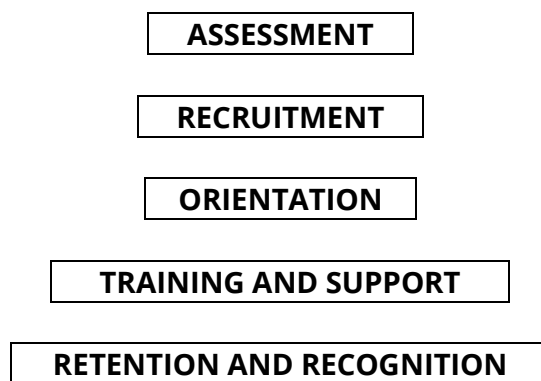 ASSESSMENT
RECRUITMENT
ORIENTATION
TRAINING AND SUPPORT
RETENTION AND RECOGNITION